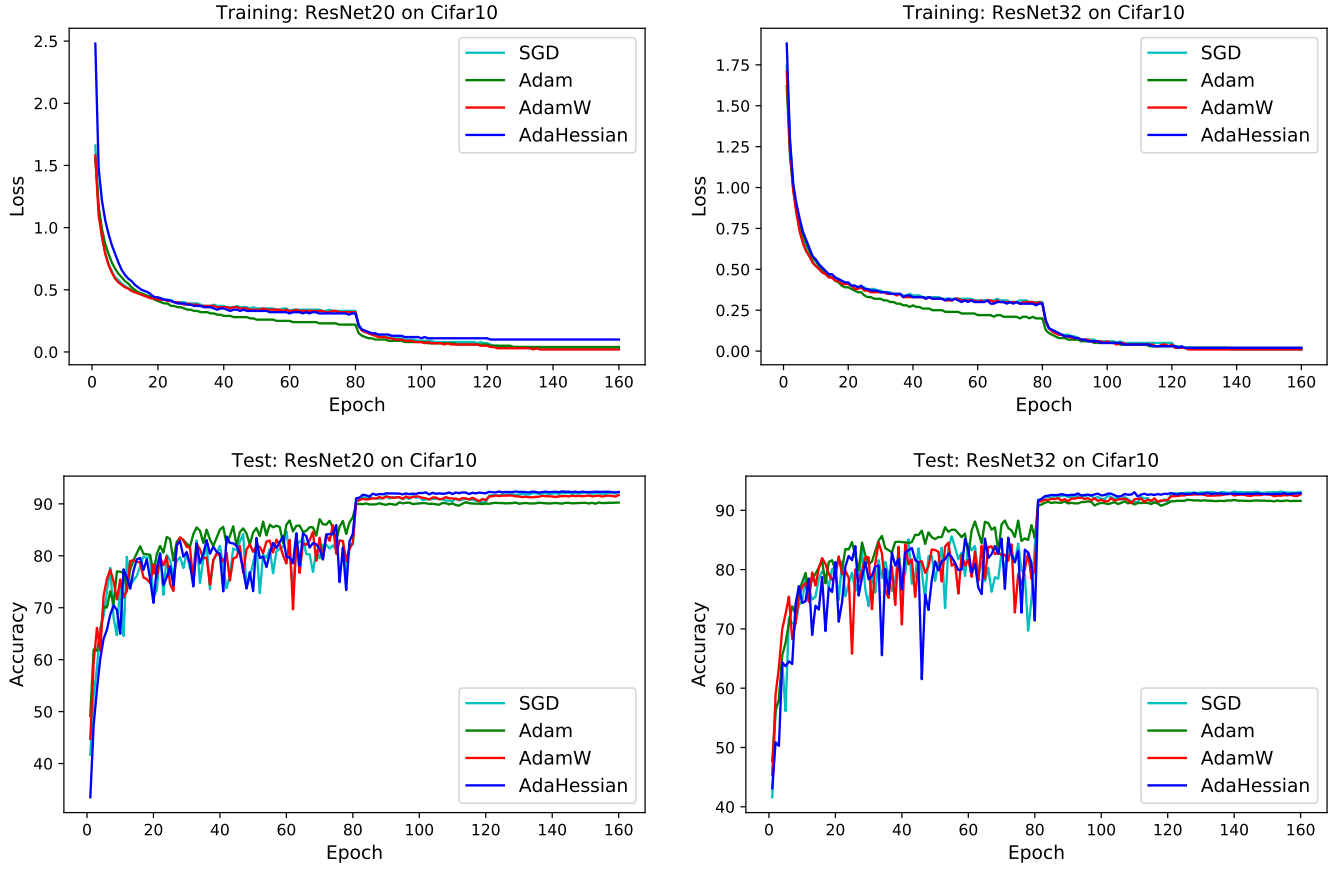 Training: ResNet20 on Cifar10
2.5
2.0
1.5
1.0
0.5
0.0
Loss
0 20 40 60 80 100 120 140 160
Epoch
SGD
Adam
AdamW
AdaHessian
Training: ResNet32 on Cifar10
1.75
1.50
1.25
1.00
0.75
0.50
0.25
0.00
Loss
0 20 40 60 80 100 120 140 160
Epoch
SGD
Adam
AdamW
AdaHessian
Test: ResNet20 on Cifar10
90
80
70
60
50
40
Accuracy
0 20 40 60 80 100 120 140 160
Epoch
SGD
Adam
AdamW
AdaHessian
Test: ResNet32 on Cifar10
90
80
70
60
50
40
Accuracy
0 20 40 60 80 100 120 140 160
Epoch
SGD
Adam
AdamW
AdaHessian